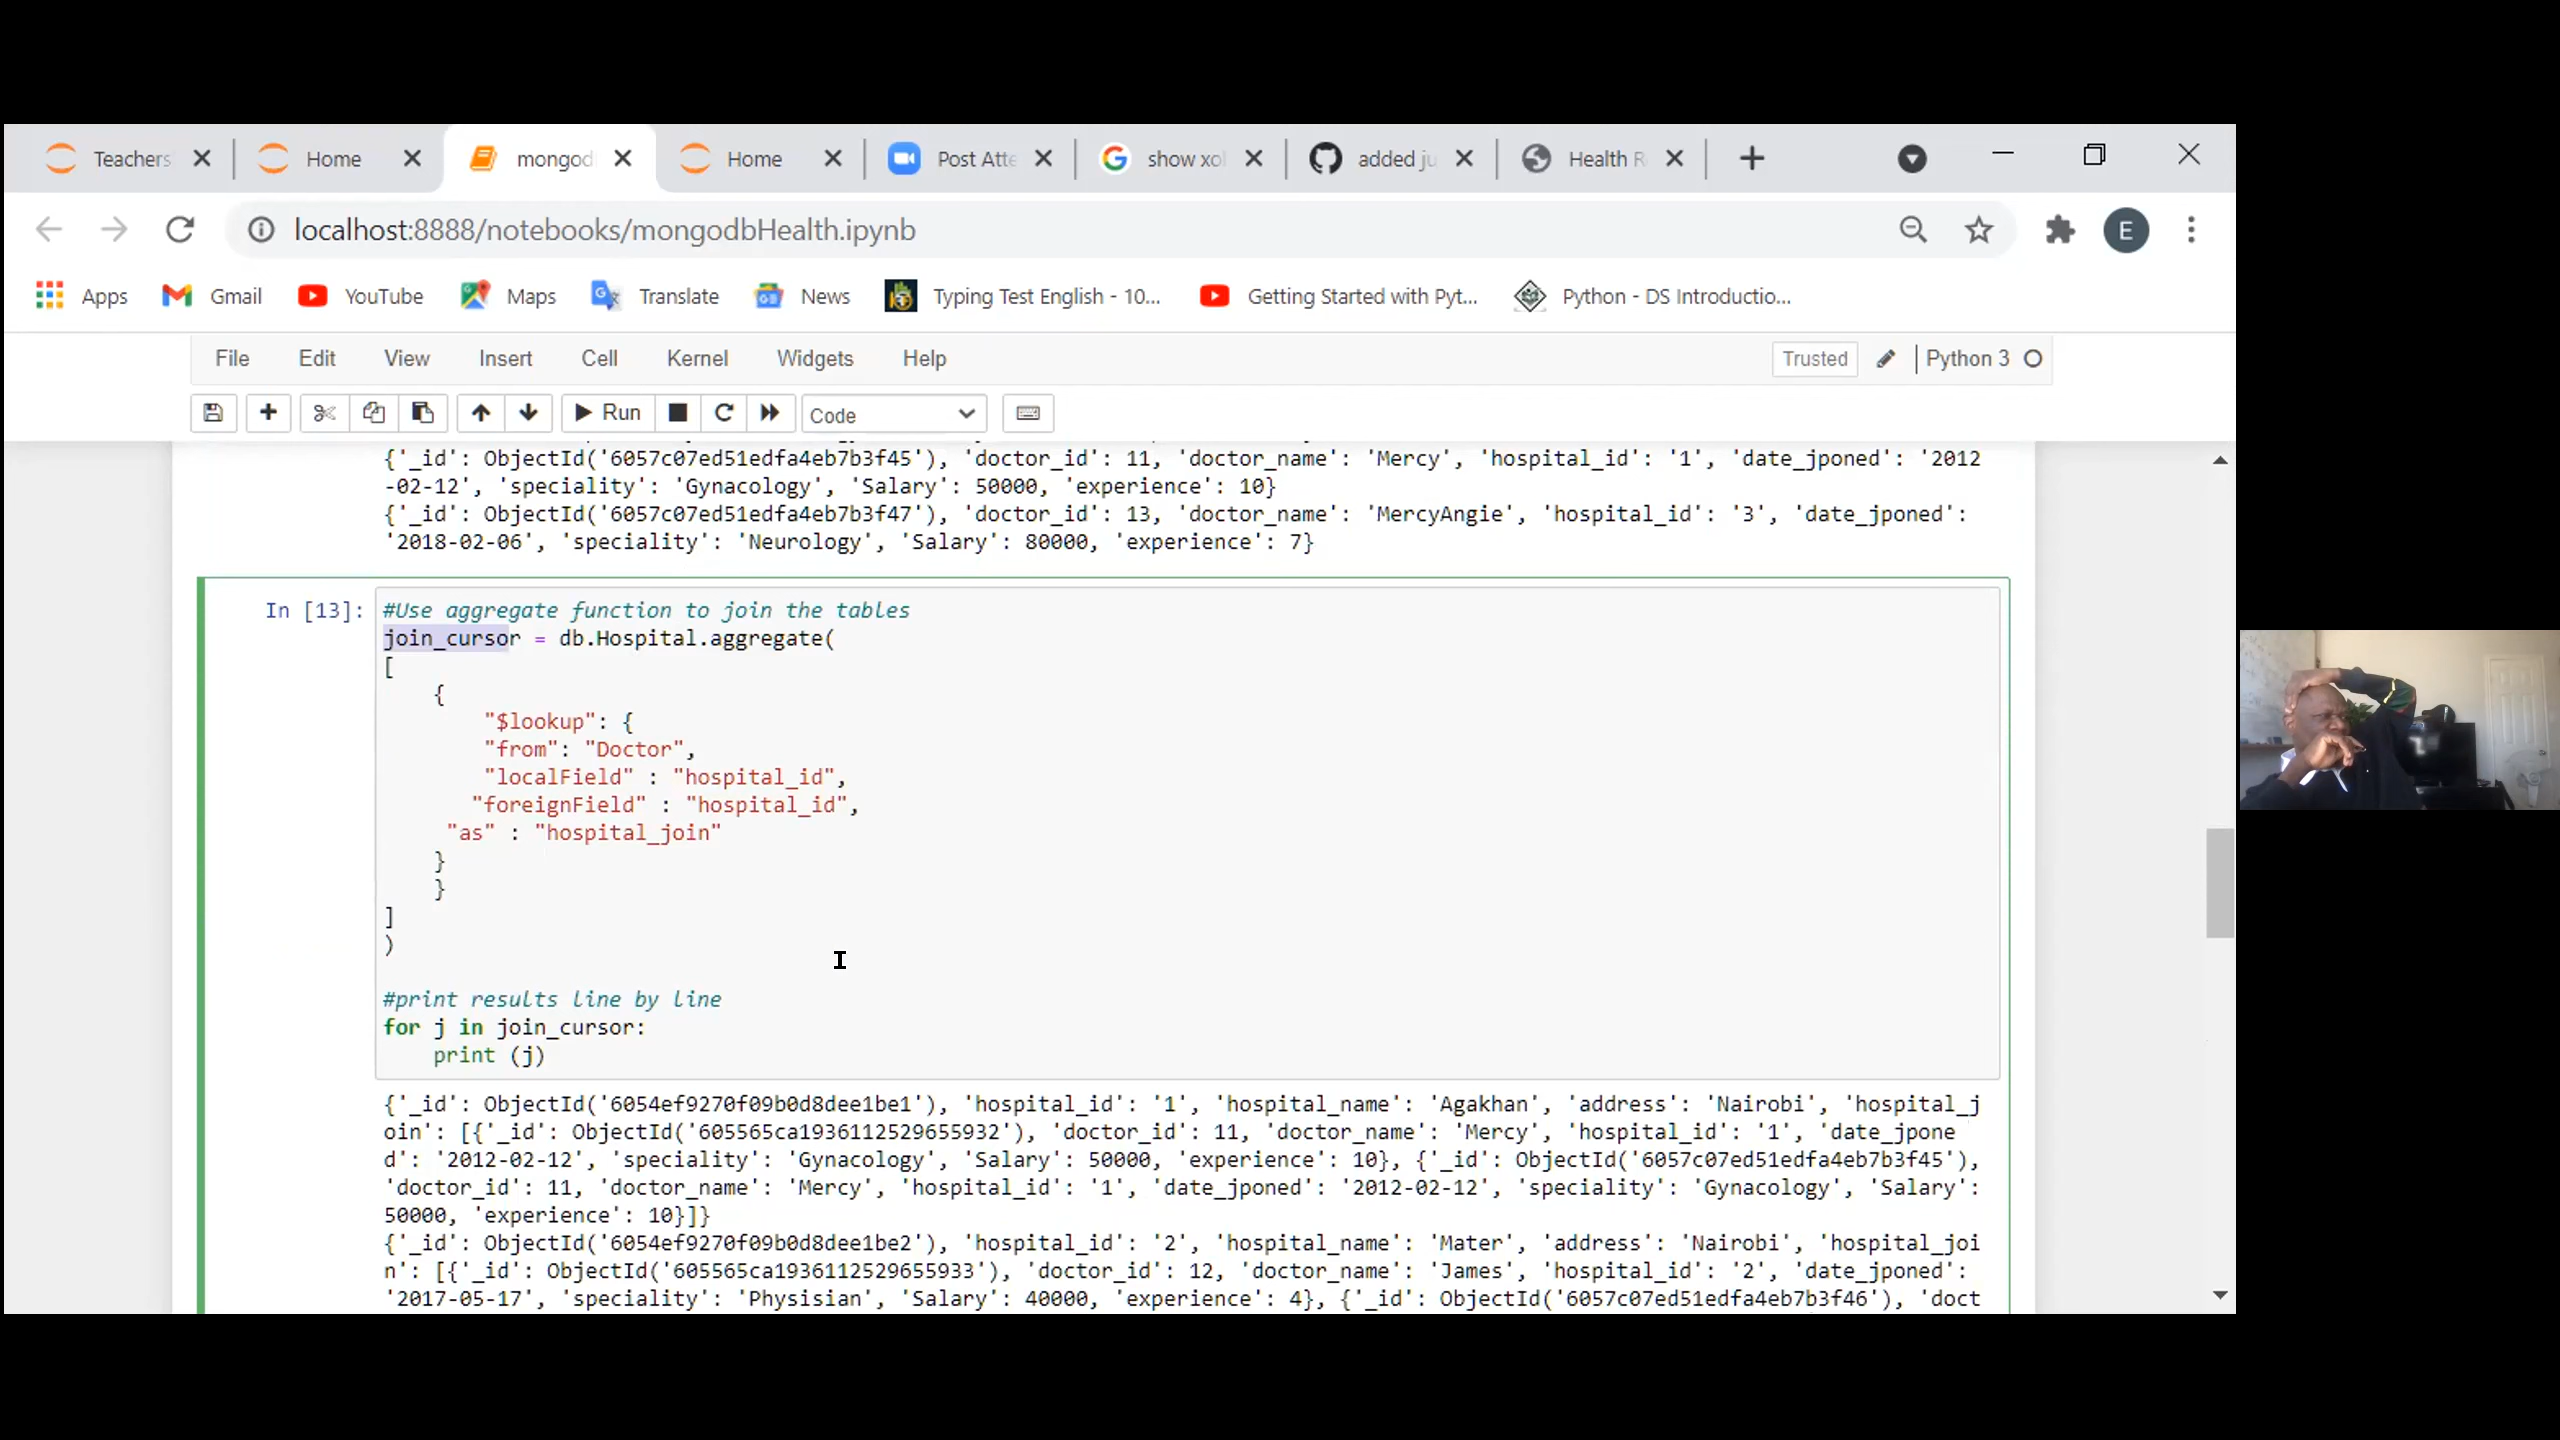 Teachers
Home
mongod
Home
Post Atte
show xo
added ju
Health R
localhost:8888/notebooks/mongodbHealth.ipynb
E
Apps
Gmail
YouTube
Maps
Translate
News
Typing Test English - 10...
Getting Started with Pyt...
Python - DS Introductio...
File Edit View Insert Cell Kernel Widgets Help
Trusted
Python 3
Run
Code
{'_id': ObjectId('6057c07ed51edfa4eb7b3f45'), 'doctor_id': 11, 'doctor_name': 'Mercy', 'hospital_id': '1', 'date_jponed': '2012
-02-12', 'speciality': 'Gynacology', 'Salary': 50000, 'experience': 10}
{'_id': ObjectId('6057c07ed51edfa4eb7b3f47'), 'doctor_id': 13, 'doctor_name': 'MercyAngie', 'hospital_id': '3', 'date_jponed':
'2018-02-06', 'speciality': 'Neurology', 'Salary': 80000, 'experience': 7}
In [13]:
#Use aggregate function to join the tables
join_cursor = db.Hospital.aggregate(
[
{
"$lookup": {
"from": "Doctor",
"localField" : "hospital_id",
"foreignField" : "hospital_id",
"as" : "hospital_join"
}
}
]
)
#print results line by line
for j in join_cursor:
print (j)
{'_id': ObjectId('6054ef9270f09b0d8dee1be1'), 'hospital_id': '1', 'hospital_name': 'Agakhan', 'address': 'Nairobi', 'hospital_j
oin': [{'_id': ObjectId('605565ca1936112529655932'), 'doctor_id': 11, 'doctor_name': 'Mercy', 'hospital_id': '1', 'date_jpone
d': '2012-02-12', 'speciality': 'Gynacology', 'Salary': 50000, 'experience': 10}, {'_id': ObjectId('6057c07ed51edfa4eb7b3f45'),
'doctor_id': 11, 'doctor_name': 'Mercy', 'hospital_id': '1', 'date_jponed': '2012-02-12', 'speciality': 'Gynacology', 'Salary':
50000, 'experience': 10}]}
{'_id': ObjectId('6054ef9270f09b0d8dee1be2'), 'hospital_id': '2', 'hospital_name': 'Mater', 'address': 'Nairobi', 'hospital_joi
n': [{'_id': ObjectId('605565ca1936112529655933'), 'doctor_id': 12, 'doctor_name': 'James', 'hospital_id': '2', 'date_jponed':
'2017-05-17', 'speciality': 'Physisian', 'Salary': 40000, 'experience': 4}, {'_id': ObjectId('6057c07ed51edfa4eb7b3f46'), 'doct